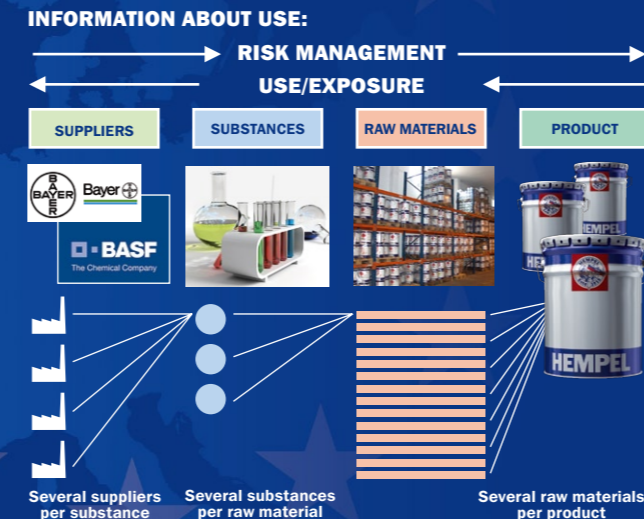 INFORMATION ABOUT USE:
RISK MANAGEMENT
USE/EXPOSURE
SUPPLIERS
SUBSTANCES
RAW MATERIALS
PRODUCT
BAYER
BAYER
Bayer
BASF
The Chemical Company
HEMPEL
HEMPEL
Several suppliers
per substance
Several substances
per raw material
Several raw materials
per product